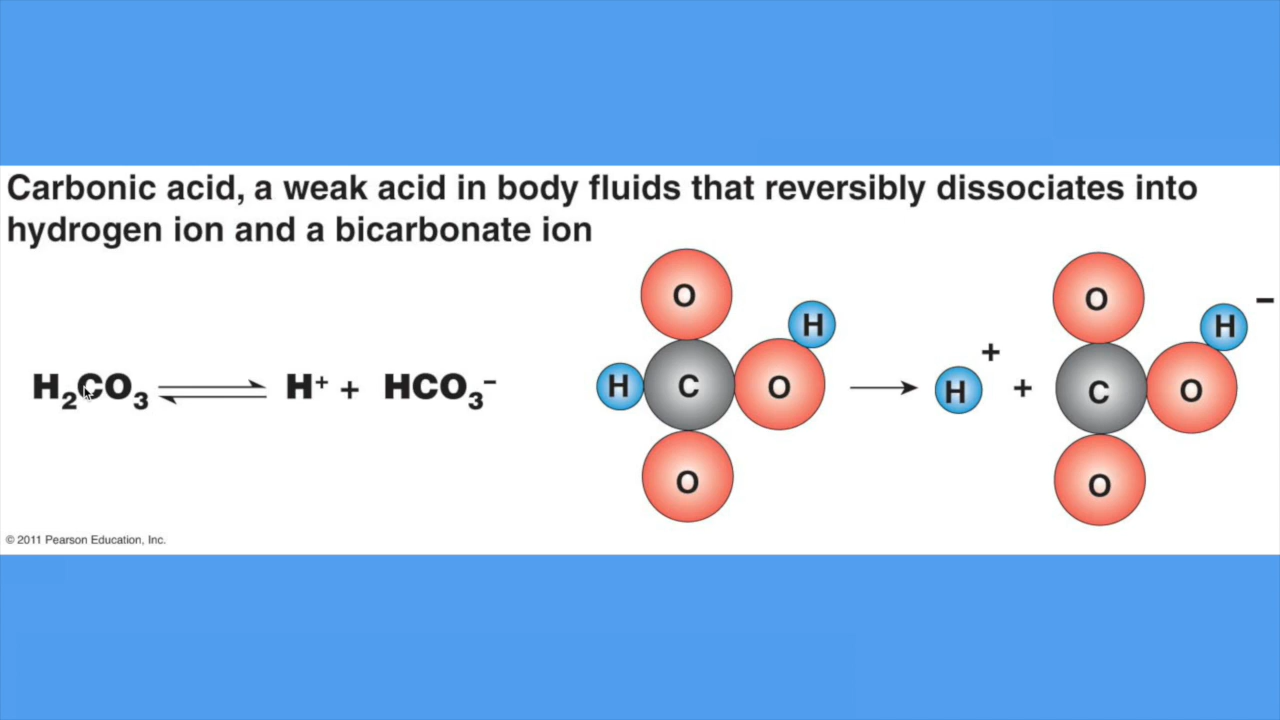 Carbonic acid, a weak acid in body fluids that reversibly dissociates into
hydrogen ion and a bicarbonate ion
H₂CO₃ ⇌ H⁺ + HCO₃⁻
O
H
H C O
O
→
H +
+
O
H −
C O
O
© 2011 Pearson Education, Inc.